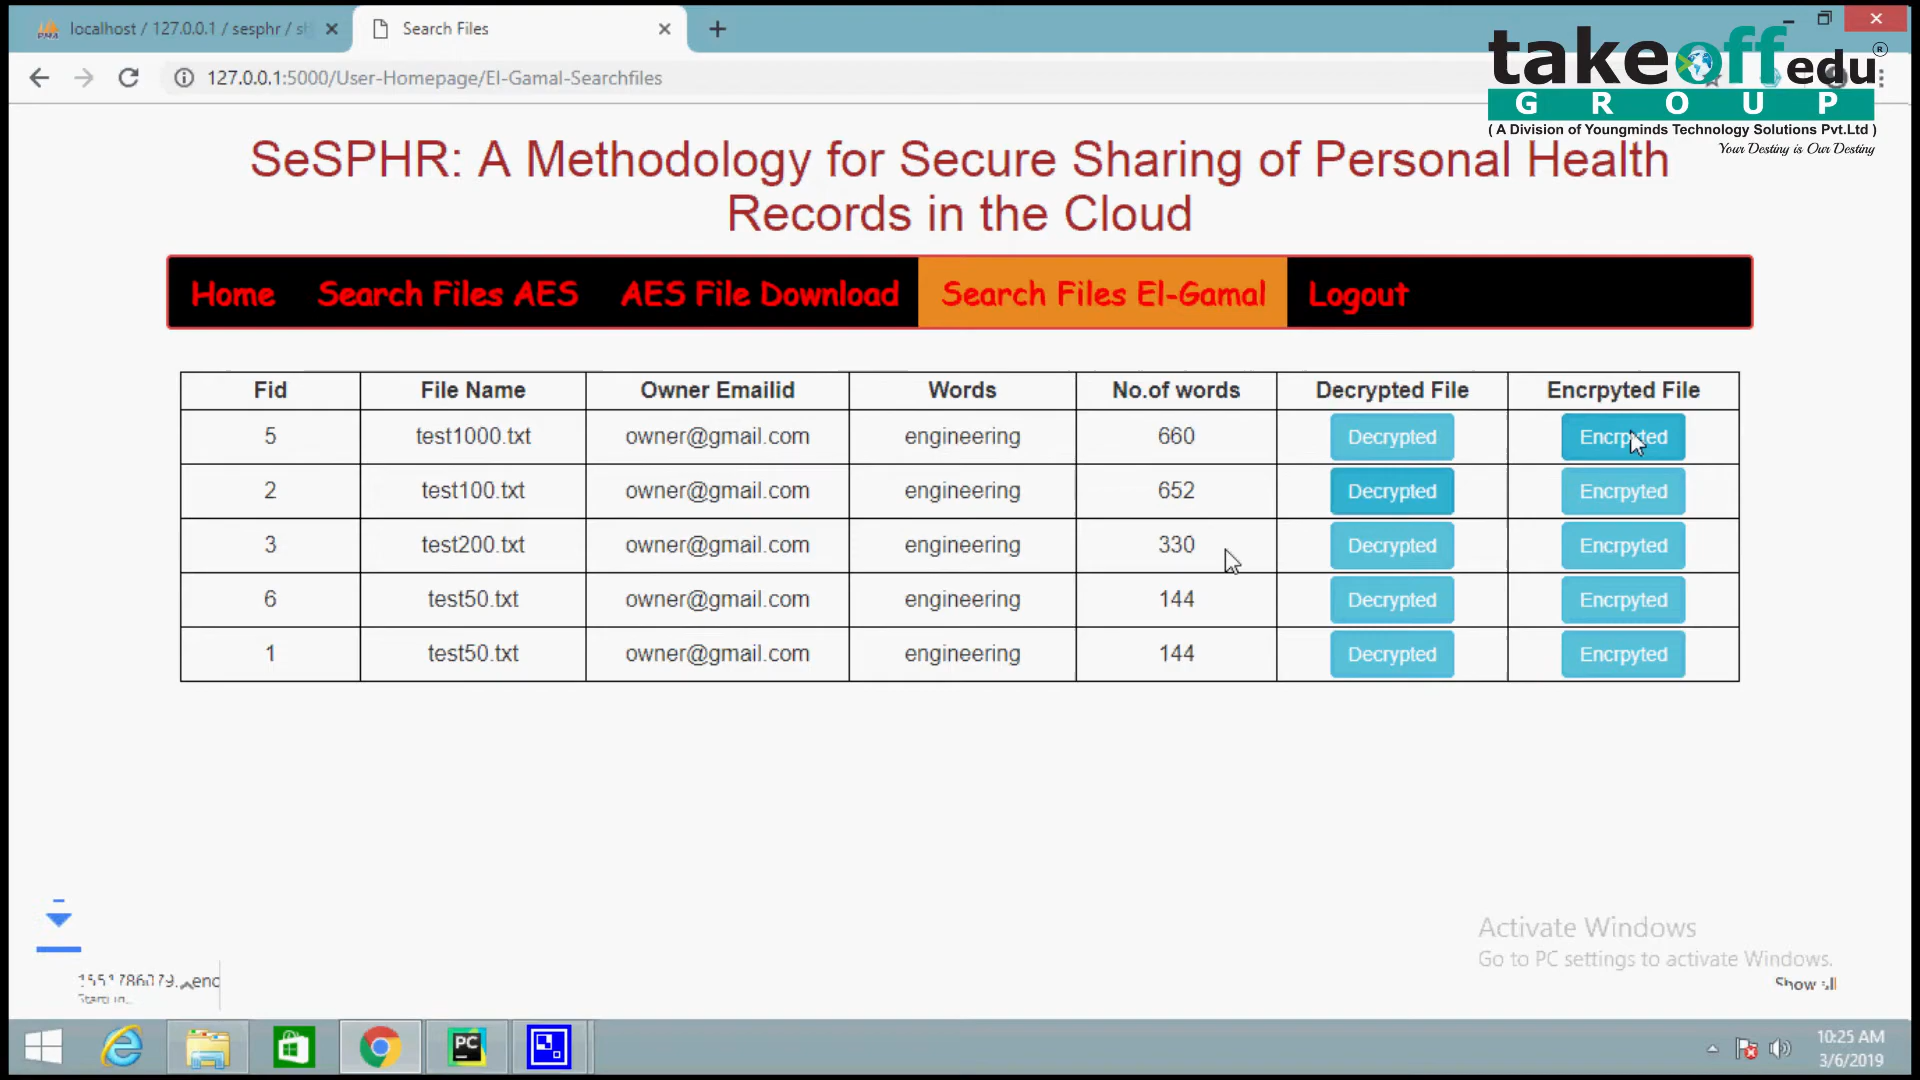 localhost / 127.0.0.1 / sesphr / s
Search Files
takeoff edu ®
GROUP
( A Division of Youngminds Technology Solutions Pvt.Ltd )
Your Destiny is Our Destiny
127.0.0.1:5000/User-Homepage/El-Gamal-Searchfiles
SeSPHR: A Methodology for Secure Sharing of Personal Health
Records in the Cloud
Home Search Files AES AES File Download Search Files El-Gamal Logout
Fid File Name Owner Emailid Words No.of words Decrypted File Encrpyted File
5 test1000.txt owner@gmail.com engineering 660 Decrypted Encrpyted
2 test100.txt owner@gmail.com engineering 652 Decrypted Encrpyted
3 test200.txt owner@gmail.com engineering 330 Decrypted Encrpyted
6 test50.txt owner@gmail.com engineering 144 Decrypted Encrpyted
1 test50.txt owner@gmail.com engineering 144 Decrypted Encrpyted
Activate Windows
Go to PC settings to activate Windows.
Show all
PC
10:25 AM
3/6/2019